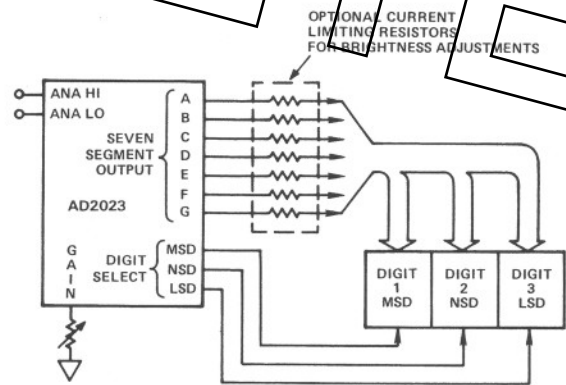 OPTIONAL CURRENT
LIMITING RESISTORS
FOR BRIGHTNESS ADJUSTMENTS
ANA HI
ANA LO
SEVEN
SEGMENT
OUTPUT
A
B
C
D
E
F
G
AD2023
GAIN
DIGIT
SELECT
MSD
NSD
LSD
DIGIT
1
MSD
DIGIT
2
NSD
DIGIT
3
LSD